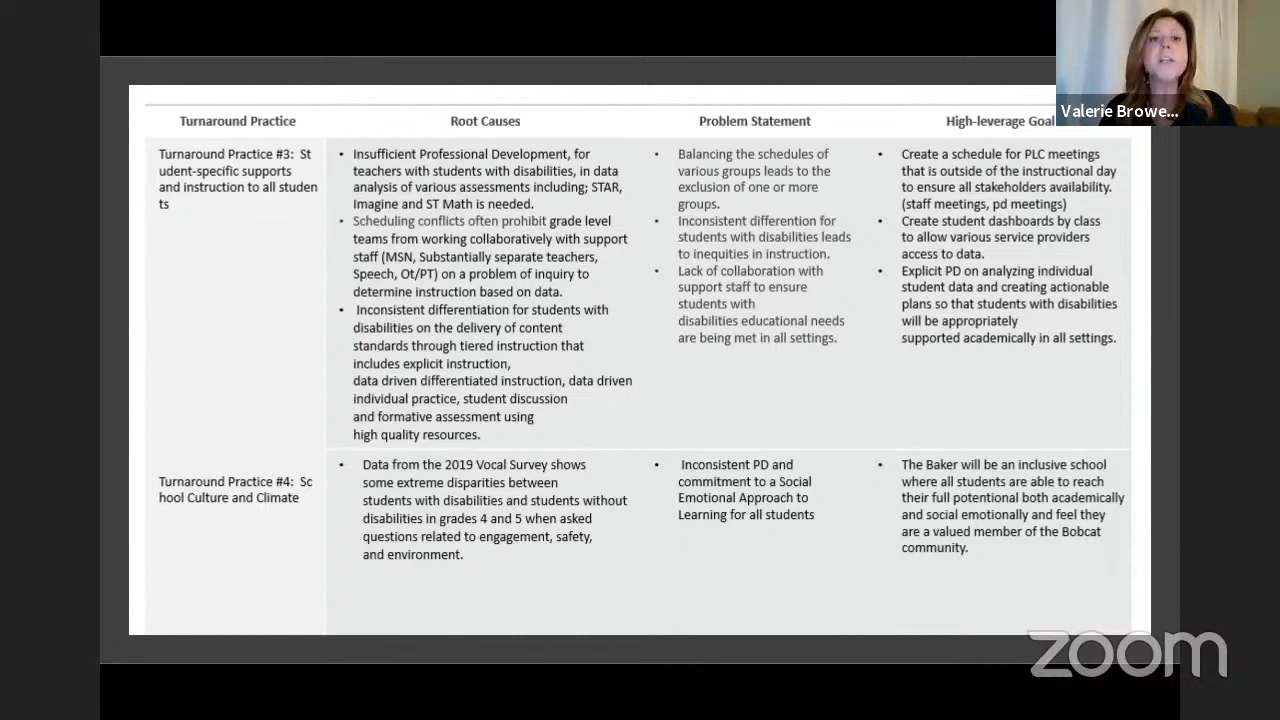 Valerie Browe...
Turnaround Practice
Root Causes
Problem Statement
High-leverage Goal
Turnaround Practice #3: St
udent-specific supports
and instruction to all studen
ts
• Insufficient Professional Development, for
teachers with students with disabilities, in data
analysis of various assessments including; STAR,
Imagine and ST Math is needed.
• Scheduling conflicts often prohibit grade level
teams from working collaboratively with support
staff (MSN, Substantially separate teachers,
Speech, Ot/PT) on a problem of inquiry to
determine instruction based on data.
• Inconsistent differentiation for students with
disabilities on the delivery of content
standards through tiered instruction that
includes explicit instruction,
data driven differentiated instruction, data driven
individual practice, student discussion
and formative assessment using
high quality resources.
• Balancing the schedules of
various groups leads to the
exclusion of one or more
groups.
• Inconsistent differention for
students with disabilities leads
to inequities in instruction.
• Lack of collaboration with
support staff to ensure
students with
disabilities educational needs
are being met in all settings.
• Create a schedule for PLC meetings
that is outside of the instructional day
to ensure all stakeholders availability.
(staff meetings, pd meetings)
• Create student dashboards by class
to allow various service providers
access to data.
• Explicit PD on analyzing individual
student data and creating actionable
plans so that students with disabilities
will be appropriately
supported academically in all settings.
Turnaround Practice #4: Sc
hool Culture and Climate
• Data from the 2019 Vocal Survey shows
some extreme disparities between
students with disabilities and students without
disabilities in grades 4 and 5 when asked
questions related to engagement, safety,
and environment.
• Inconsistent PD and
commitment to a Social
Emotional Approach to
Learning for all students
• The Baker will be an inclusive school
where all students are able to reach
their full potential both academically
and social emotionally and feel they
are a valued member of the Bobcat
community.
zoom